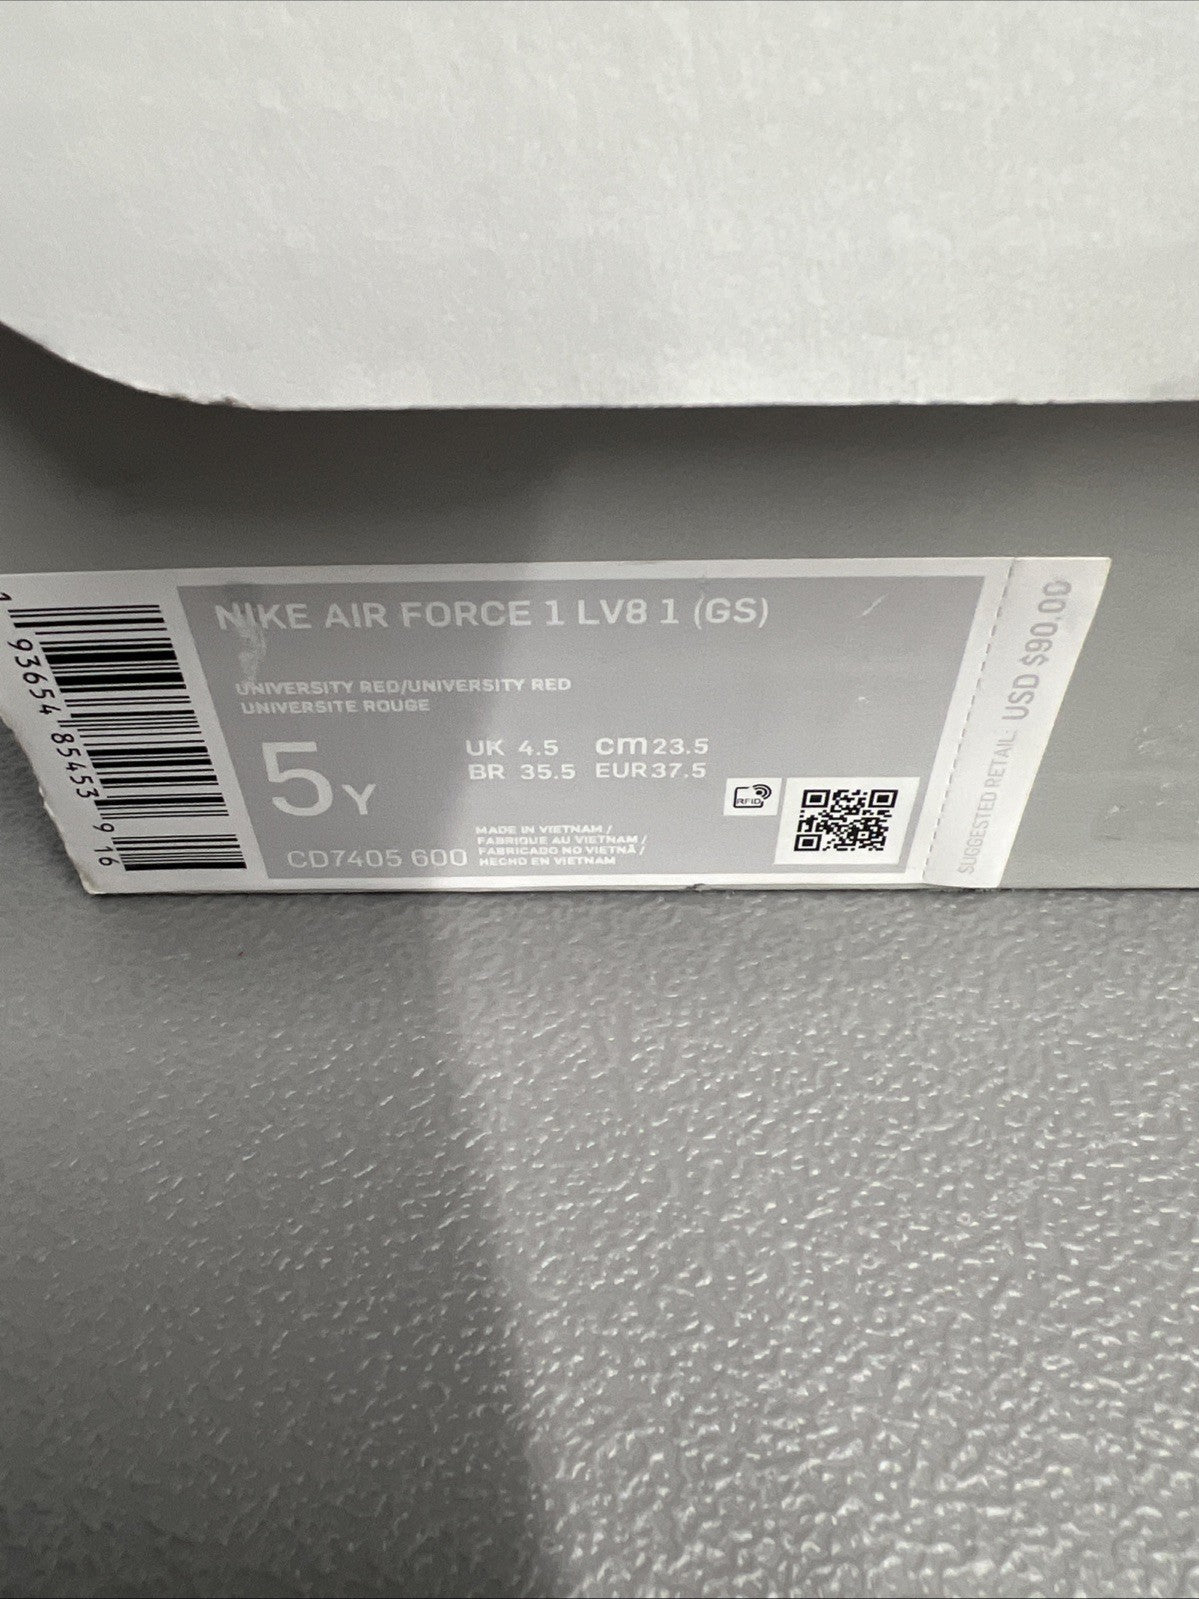 NIKE AIR FORCE 1 LV8 1 (GS)
UNIVERSITY RED/UNIVERSITY RED
UNIVERSITE ROUGE
5Y
UK 4.5 cm 23.5
BR 35.5 EUR 37.5
CD7405 600
MADE IN VIETNAM /
FABRIQUE AU VIETNAM /
FABRICADO NO VIETNÃ /
HECHO EN VIETNAM
RFID
SUGGESTED RETAIL: USD $90.00
1 93654 85453 9 16